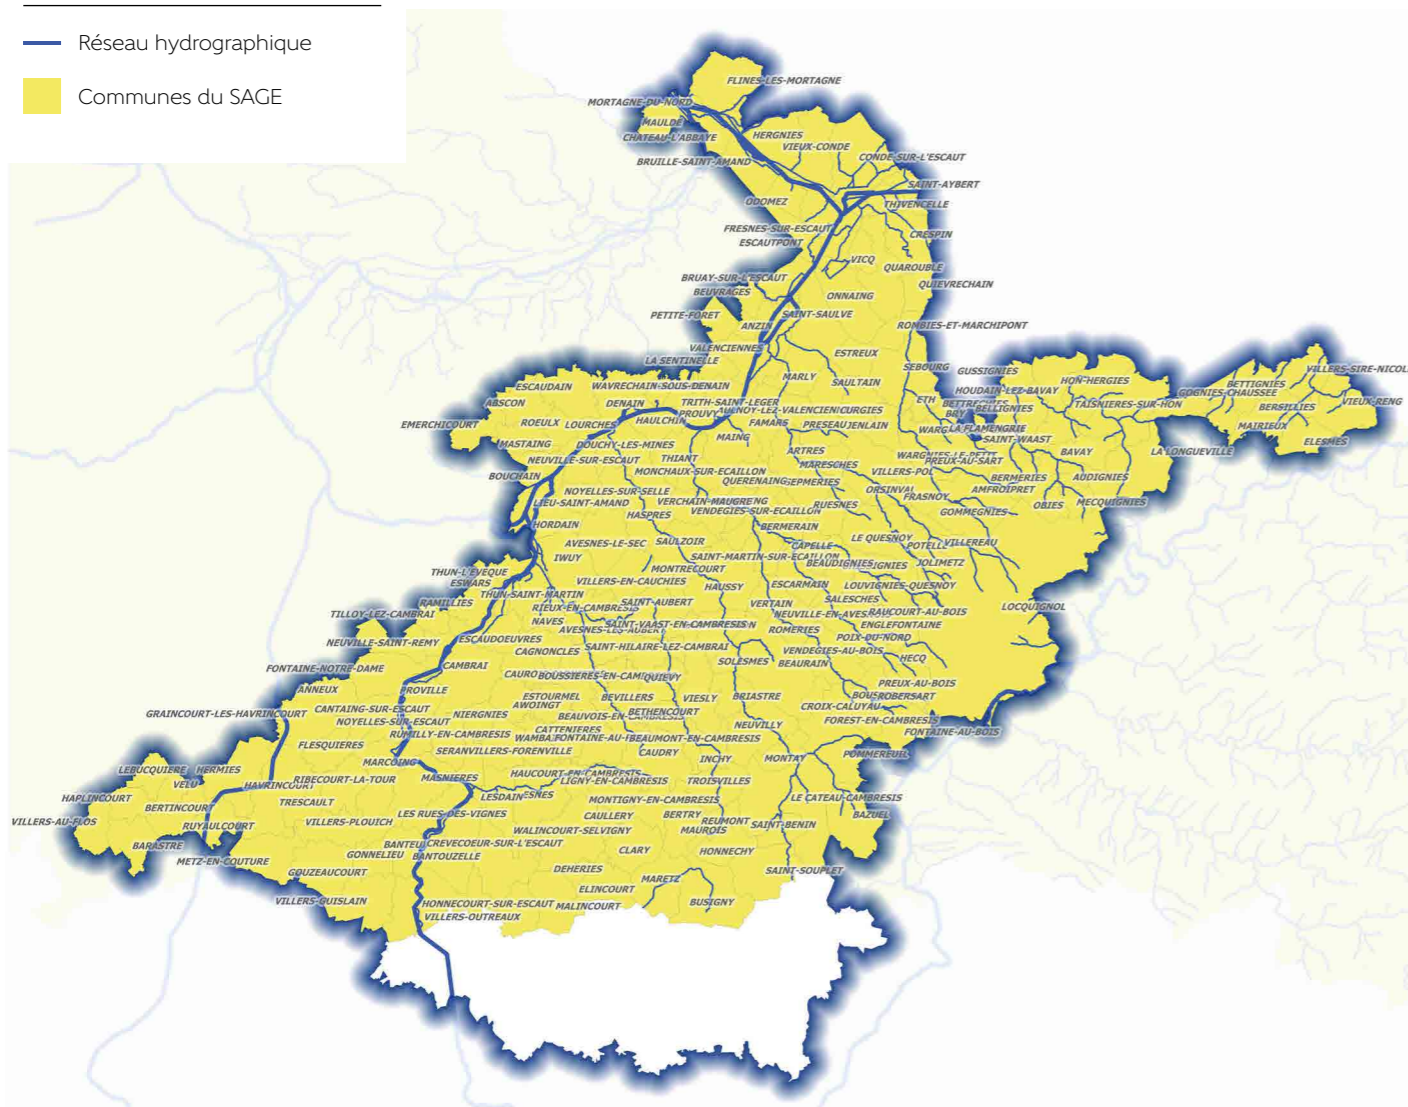 Réseau hydrographique
Communes du SAGE
FLINES-LES-MORTAGNE
MORTAGNE-DU-NORD
MAULDE
CHATEAU-L'ABBAYE
HERGNIES
VIEUX-CONDE
BRUILLE-SAINT-AMAND
CONDE-SUR-L'ESCAUT
SAINT-AYBERT
ODOMEZ
THIVENCELLE
FRESNES-SUR-ESCAUT
CRESPIN
ESCAUTPONT
VICQ
QUAROUBLE
BRUAY-SUR-L'ESCAUT
QUIEVRECHAIN
BEUVRAGES
ONNAING
PETITE-FORET
SAINT-SAULVE
ANZIN
ROMBIES-ET-MARCHIPONT
VALENCIENNES
ESTREUX
LA SENTINELLE
SEBOURG
GUSSIGNIES
VILLERS-SIRE-NICOL
MARLY
SAULTAIN
HON-HERGIES
BETTIGNIES
ESCAUDAIN
WAVRECHAIN-SOUS-DENAIN
HOUDAIN-LEZ-BAVAY
GOGNIES-CHAUSSEE
ABSCON
DENAIN
TRITH-SAINT-LEGER
ETH
BELLIGNIES
TAISNIERES-SUR-HON
BERSILLIES
VIEUX-RENG
PROUVY
CURGIES
BRY
EMERCHICOURT
ROEULX
LOURCHES
HAULCHIN
FAMARS
PRESEAU
JENLAIN
LA FLAMENGRIE
MAIRIEUX
MASTAING
DOUCHY-LES-MINES
MAING
SAINT-WAAST
ELESMES
NEUVILLE-SUR-ESCAUT
THIANT
ARTRES
WARGNIES-LE-PETIT
BAVAY
LA LONGUEVILLE
BOUCHAIN
MONCHAUX-SUR-ECAILLON
MARESCHES
VILLERS-POL
PREUX-AU-SART
QUERENAING
BERMERIES
AUDIGNIES
NOYELLES-SUR-SELLE
ORSINVAL
AMFROIPRET
LIEU-SAINT-AMAND
VENDEGIES-SUR-ECAILLON
RUESNES
FRASNOY
OBIES
MECQUIGNIES
HASPRES
GOMMEGNIES
HORDAIN
BERMERAIN
AVESNES-LE-SEC
SAULZOIR
CAPELLE
LE QUESNOY
POTELLE
VILLEREAU
IWUY
SAINT-MARTIN-SUR-ECAILLON
BEAUDIGNIES
JOLIMETZ
THUN-L'EVEQUE
MONTRECOURT
ESWARS
VILLERS-EN-CAUCHIES
HAUSSY
ESCARMAIN
LOUVIGNIES-QUESNOY
THUN-SAINT-MARTIN
RAMILLIES
SAINT-AUBERT
VERTAIN
SALESCHES
LOCQUIGNOL
TILLOY-LEZ-CAMBRAI
RIEUX-EN-CAMBRESIS
RAUCOURT-AU-BOIS
NAVES
SAINT-VAAST-EN-CAMBRESIS
ROMERIES
ENGLEFONTAINE
NEUVILLE-SAINT-REMY
ESCAUDOEUVRES
POIX-DU-NORD
CAGNONCLES
SAINT-HILAIRE-LEZ-CAMBRAI
VENDEGIES-AU-BOIS
HECQ
FONTAINE-NOTRE-DAME
CAMBRAI
SOLESMES
BEAURAIN
QUIEVY
PREUX-AU-BOIS
ANNEUX
PROVILLE
ESTOURMEL
BEVILLERS
VIESLY
BRIASTRE
ROBERSART
CANTAING-SUR-ESCAUT
AWOINGT
CROIX-CALUYAU
GRAINCOURT-LES-HAVRINCOURT
NIERGNIES
BETHENCOURT
NOYELLES-SUR-ESCAUT
NEUVILLY
FOREST-EN-CAMBRESIS
CATTENIERES
RUMILLY-EN-CAMBRESIS
BEAUMONT-EN-CAMBRESIS
FONTAINE-AU-BOIS
FLESQUIERES
SERANVILLERS-FORENVILLE
CAUDRY
INCHY
MONTAY
POMMEREUIL
MARCOING
LEBUCQUIERE
HERMIES
RIBECOURT-LA-TOUR
MASNIERES
HAUCOURT-EN-CAMBRESIS
LIGNY-EN-CAMBRESIS
TROISVILLES
VELU
HAVRINCOURT
HAPLINCOURT
LESDAIN
BERTINCOURT
TRESCAULT
MONTIGNY-EN-CAMBRESIS
LE CATEAU-CAMBRESIS
VILLERS-AU-FLOS
VILLERS-PLOUICH
LES RUES-DES-VIGNES
CAULLERY
BERTRY
REUMONT
BAZUEL
RUYAULCOURT
WALINCOURT-SELVIGNY
MAUROIS
SAINT-BENIN
BARASTRE
CREVECOEUR-SUR-L'ESCAUT
CLARY
HONNECHY
METZ-EN-COUTURE
GONNELIEU
BANTOUZELLE
GOUZEAUCOURT
DEHERIES
MARETZ
SAINT-SOUPLET
ELINCOURT
VILLERS-GUISLAIN
HONNECOURT-SUR-ESCAUT
MALINCOURT
BUSIGNY
VILLERS-OUTREAUX